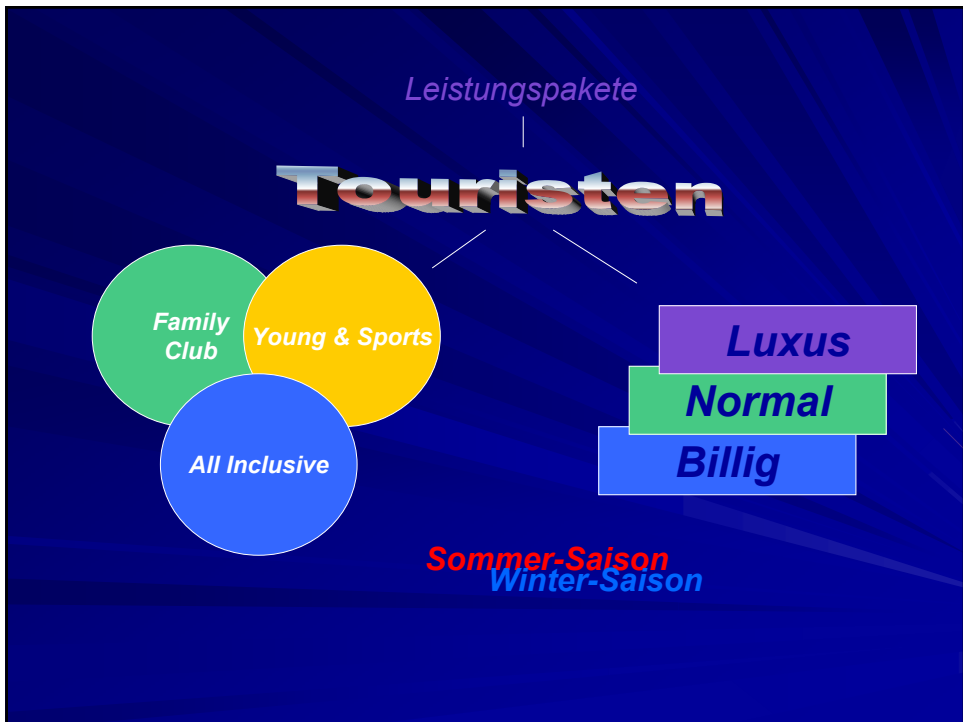 Leistungspakete
Touristen
Family
Club
Young & Sports
All Inclusive
Luxus
Normal
Billig
Sommer-Saison
Winter-Saison